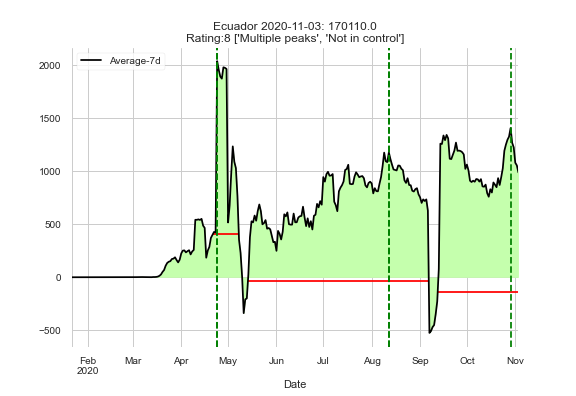 Ecuador 2020-11-03: 170110.0
Rating:8 ['Multiple peaks', 'Not in control']
Average-7d
2000
1500
1000
500
0
−500
Feb Mar Apr May Jun Jul Aug Sep Oct Nov
2020
Date